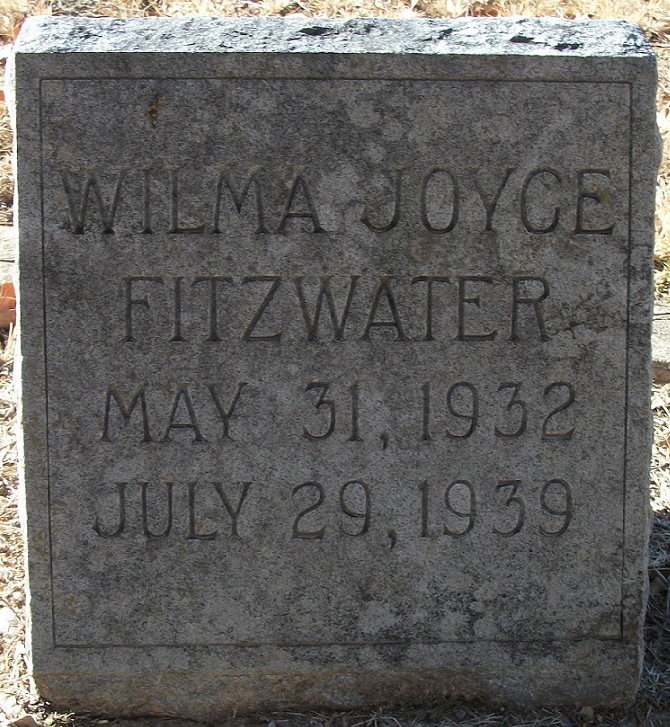 WILMA JOYCE
FITZWATER
MAY 31, 1932
JULY 29, 1939